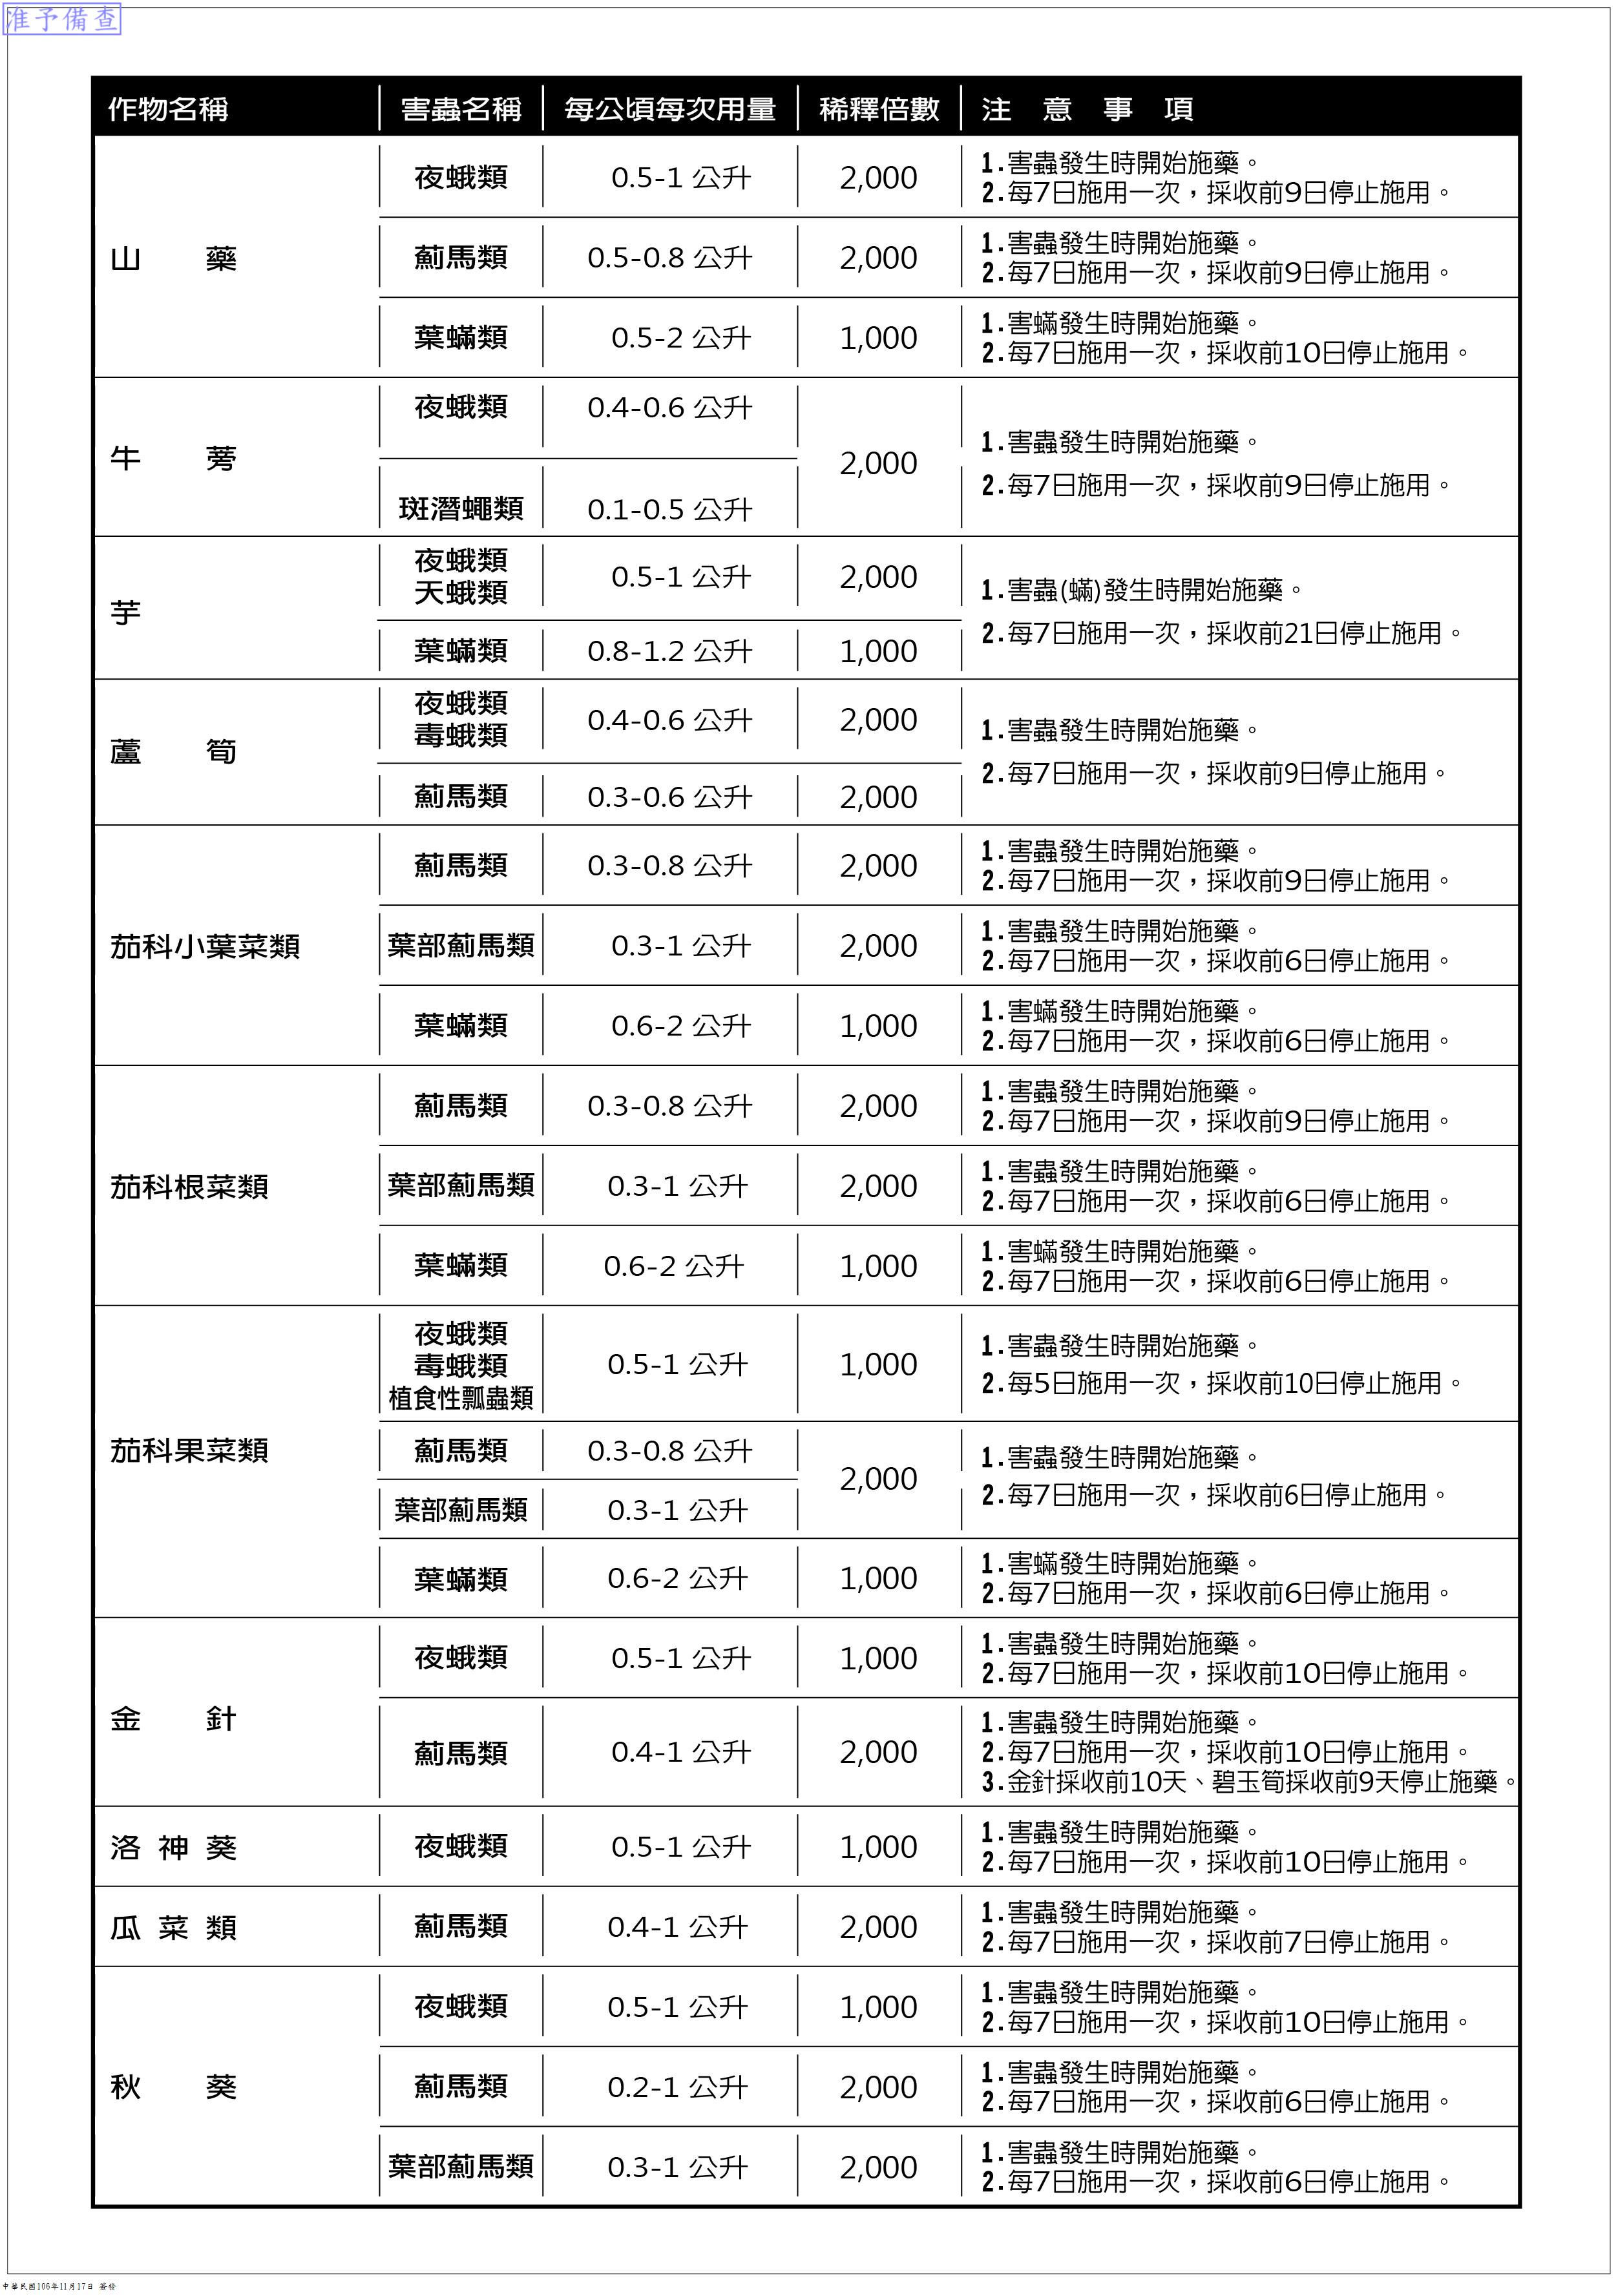 准予備查
作物名稱 害蟲名稱 每公頃每次用量 稀釋倍數 注意事項
山藥
夜蛾類 0.5-1 公升 2,000
1.害蟲發生時開始施藥。
2.每7日施用一次，採收前9日停止施用。
薊馬類 0.5-0.8 公升 2,000
1.害蟲發生時開始施藥。
2.每7日施用一次，採收前9日停止施用。
葉蟎類 0.5-2 公升 1,000
1.害蟎發生時開始施藥。
2.每7日施用一次，採收前10日停止施用。
牛蒡
夜蛾類 0.4-0.6 公升
斑潛蠅類 0.1-0.5 公升
2,000
1.害蟲發生時開始施藥。
2.每7日施用一次，採收前9日停止施用。
芋
夜蛾類
天蛾類
0.5-1 公升 2,000
葉蟎類 0.8-1.2 公升 1,000
1.害蟲(蟎)發生時開始施藥。
2.每7日施用一次，採收前21日停止施用。
蘆筍
夜蛾類
毒蛾類
0.4-0.6 公升 2,000
薊馬類 0.3-0.6 公升 2,000
1.害蟲發生時開始施藥。
2.每7日施用一次，採收前9日停止施用。
茄科小葉菜類
薊馬類 0.3-0.8 公升 2,000
1.害蟲發生時開始施藥。
2.每7日施用一次，採收前9日停止施用。
葉部薊馬類 0.3-1 公升 2,000
1.害蟲發生時開始施藥。
2.每7日施用一次，採收前6日停止施用。
葉蟎類 0.6-2 公升 1,000
1.害蟎發生時開始施藥。
2.每7日施用一次，採收前6日停止施用。
茄科根菜類
薊馬類 0.3-0.8 公升 2,000
1.害蟲發生時開始施藥。
2.每7日施用一次，採收前9日停止施用。
葉部薊馬類 0.3-1 公升 2,000
1.害蟲發生時開始施藥。
2.每7日施用一次，採收前6日停止施用。
葉蟎類 0.6-2 公升 1,000
1.害蟎發生時開始施藥。
2.每7日施用一次，採收前6日停止施用。
茄科果菜類
夜蛾類
毒蛾類
植食性瓢蟲類
0.5-1 公升 1,000
1.害蟲發生時開始施藥。
2.每5日施用一次，採收前10日停止施用。
薊馬類 0.3-0.8 公升
葉部薊馬類 0.3-1 公升
2,000
1.害蟲發生時開始施藥。
2.每7日施用一次，採收前6日停止施用。
葉蟎類 0.6-2 公升 1,000
1.害蟎發生時開始施藥。
2.每7日施用一次，採收前6日停止施用。
金針
夜蛾類 0.5-1 公升 1,000
1.害蟲發生時開始施藥。
2.每7日施用一次，採收前10日停止施用。
薊馬類 0.4-1 公升 2,000
1.害蟲發生時開始施藥。
2.每7日施用一次，採收前10日停止施用。
3.金針採收前10天、碧玉筍採收前9天停止施藥。
洛神葵
夜蛾類 0.5-1 公升 1,000
1.害蟲發生時開始施藥。
2.每7日施用一次，採收前10日停止施用。
瓜菜類
薊馬類 0.4-1 公升 2,000
1.害蟲發生時開始施藥。
2.每7日施用一次，採收前7日停止施用。
秋葵
夜蛾類 0.5-1 公升 1,000
1.害蟲發生時開始施藥。
2.每7日施用一次，採收前10日停止施用。
薊馬類 0.2-1 公升 2,000
1.害蟲發生時開始施藥。
2.每7日施用一次，採收前6日停止施用。
葉部薊馬類 0.3-1 公升 2,000
1.害蟲發生時開始施藥。
2.每7日施用一次，採收前6日停止施用。
中華民國106年11月17日 簽發